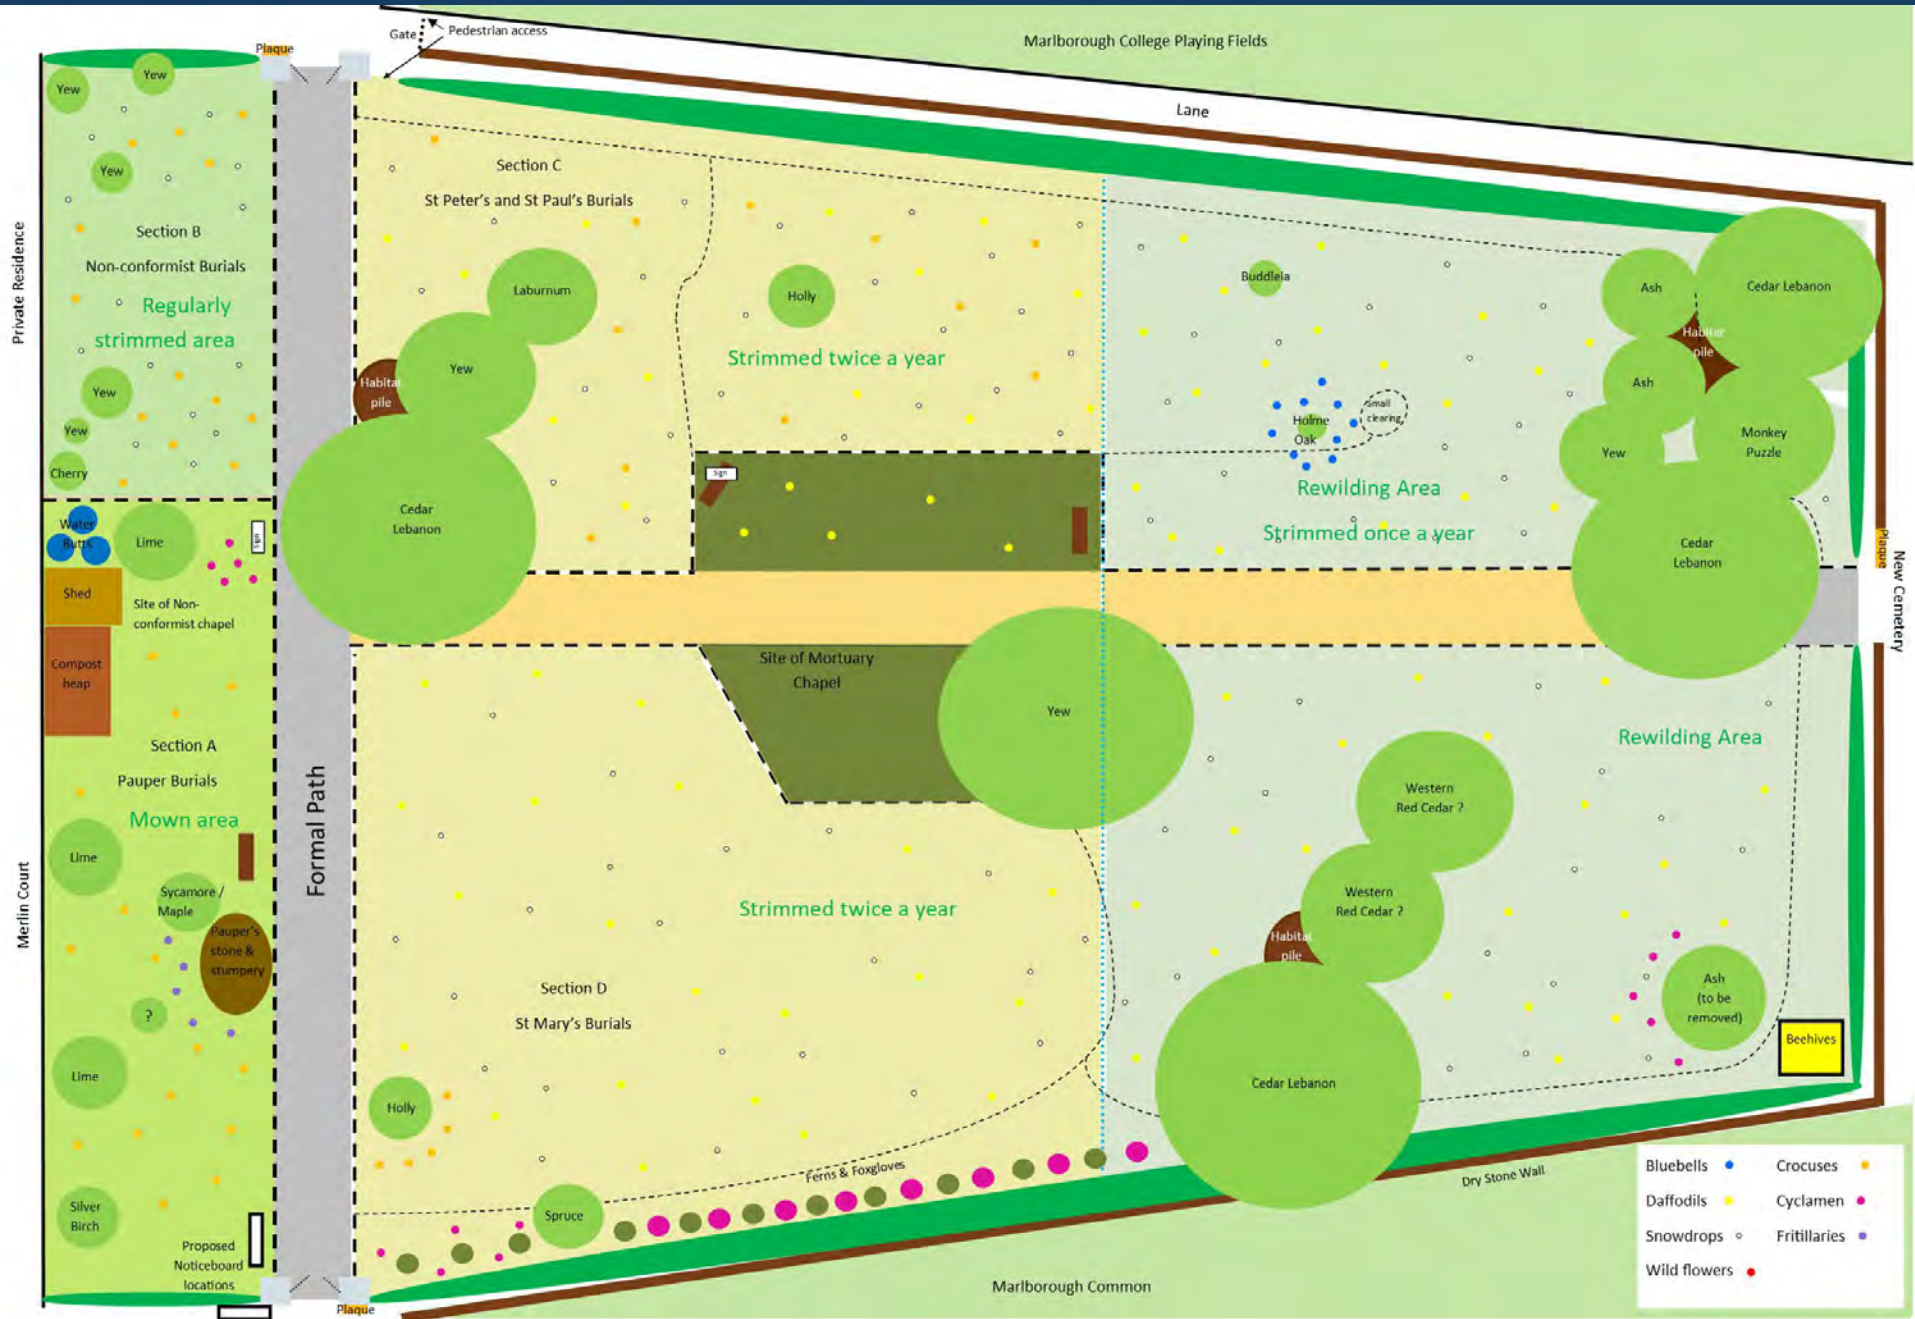 Gate
Pedestrian access
Marlborough College Playing Fields
Plaque
Lane
Yew
Yew
Yew
Section B
Non-conformist Burials
Regularly
strimmed area
Yew
Yew
Cherry
Private Residence
Section C
St Peter's and St Paul's Burials
Laburnum
Holly
Yew
Habitat
pile
Strimmed twice a year
Cedar
Lebanon
Sign
Buddleia
Holme
Oak
Small
clearing
Rewilding Area
Strimmed once a year
Ash
Cedar Lebanon
Habitat
pile
Ash
Yew
Monkey
Puzzle
Cedar
Lebanon
Plaque
New Cemetery
Water
Butts
Lime
Sign
Shed
Site of Non-
conformist chapel
Compost
heap
Section A
Pauper Burials
Mown area
Lime
Sycamore /
Maple
Pauper's
stone &
stumpery
?
Lime
Silver
Birch
Proposed
Noticeboard
locations
Merlin Court
Formal Path
Plaque
Site of Mortuary
Chapel
Yew
Strimmed twice a year
Section D
St Mary's Burials
Holly
Spruce
Ferns & Foxgloves
Rewilding Area
Western
Red Cedar ?
Western
Red Cedar ?
Habitat
pile
Cedar Lebanon
Ash
(to be
removed)
Beehives
Dry Stone Wall
Marlborough Common
Bluebells
Crocuses
Daffodils
Cyclamen
Snowdrops
Fritillaries
Wild flowers